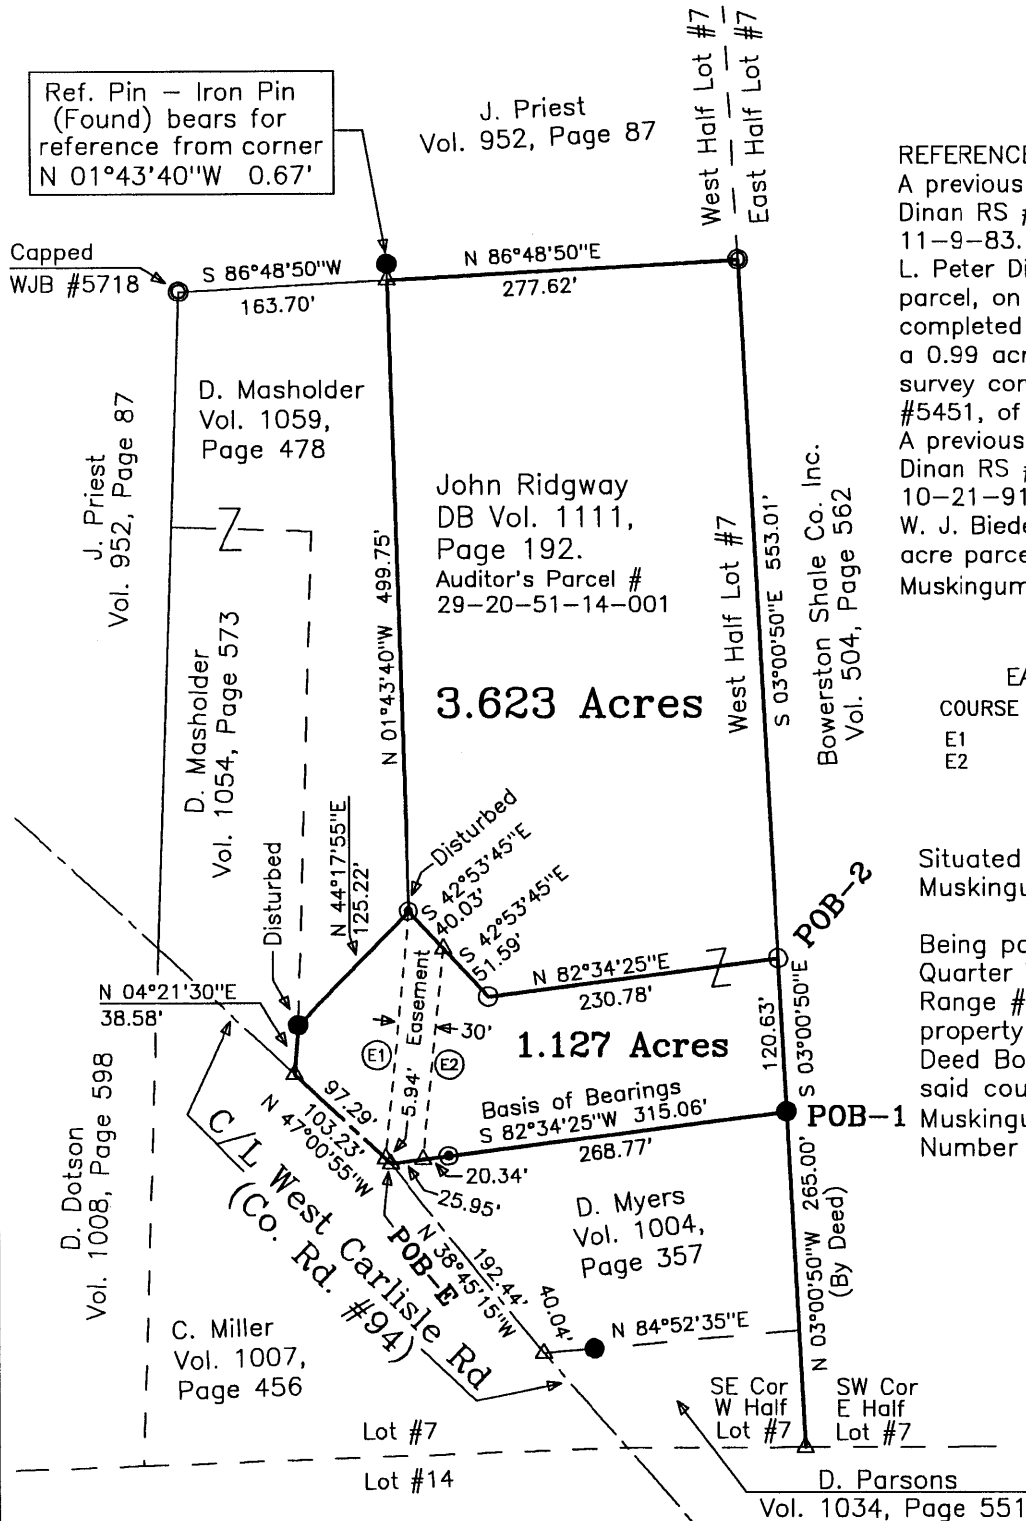 West Half Lot #7
East Half Lot #7
Ref. Pin – Iron Pin
(Found) bears for
reference from corner
N 01°43'40"W 0.67'
J. Priest
Vol. 952, Page 87
Capped
WJB #5718
S 86°48'50"W
163.70'
N 86°48'50"E
277.62'
D. Masholder
Vol. 1059,
Page 478
J. Priest
Vol. 952, Page 87
John Ridgway
DB Vol. 1111,
Page 192.
Auditor's Parcel #
29-20-51-14-001
N 01°43'40"W 499.75'
West Half Lot #7
S 03°00'50"E 553.01'
Bowerston Shale Co. Inc.
Vol. 504, Page 562
D. Masholder
Vol. 1054, Page 573
3.623 Acres
Disturbed
N 44°17'55"E
125.22'
Disturbed
S 42°53'45"E
40.03'
S 42°53'45"E
51.59'
POB-2
N 82°34'25"E
230.78'
N 04°21'30"E
38.58'
Easement
30'
E1
E2
5.94'
1.127 Acres
120.63'
S 03°00'50"E
Basis of Bearings
S 82°34'25"W 315.06'
268.77'
POB-1
97.29'
103.23'
N 47°00'55"W
20.34'
25.95'
POB-E
C/L West Carlisle Rd
(Co. Rd. #94)
N 38°45'15"W
192.44'
D. Myers
Vol. 1004,
Page 357
40.04'
N 84°52'35"E
N 03°00'50"W 265.00'
(By Deed)
D. Dotson
Vol. 1008, Page 598
C. Miller
Vol. 1007,
Page 456
SE Cor
W Half
Lot #7
SW Cor
E Half
Lot #7
Lot #7
Lot #14
D. Parsons
Vol. 1034, Page 551
REFERENCE
A previous
Dinan RS
11-9-83.
L. Peter Di
parcel, on
completed
a 0.99 acr
survey con
#5451, of
A previous
Dinan RS
10-21-91
W. J. Biede
acre parce
Muskingum
EA
COURSE
E1
E2
Situated
Muskingu
Being pa
Quarter
Range #
property
Deed Bo
said cou
Muskingu
Number